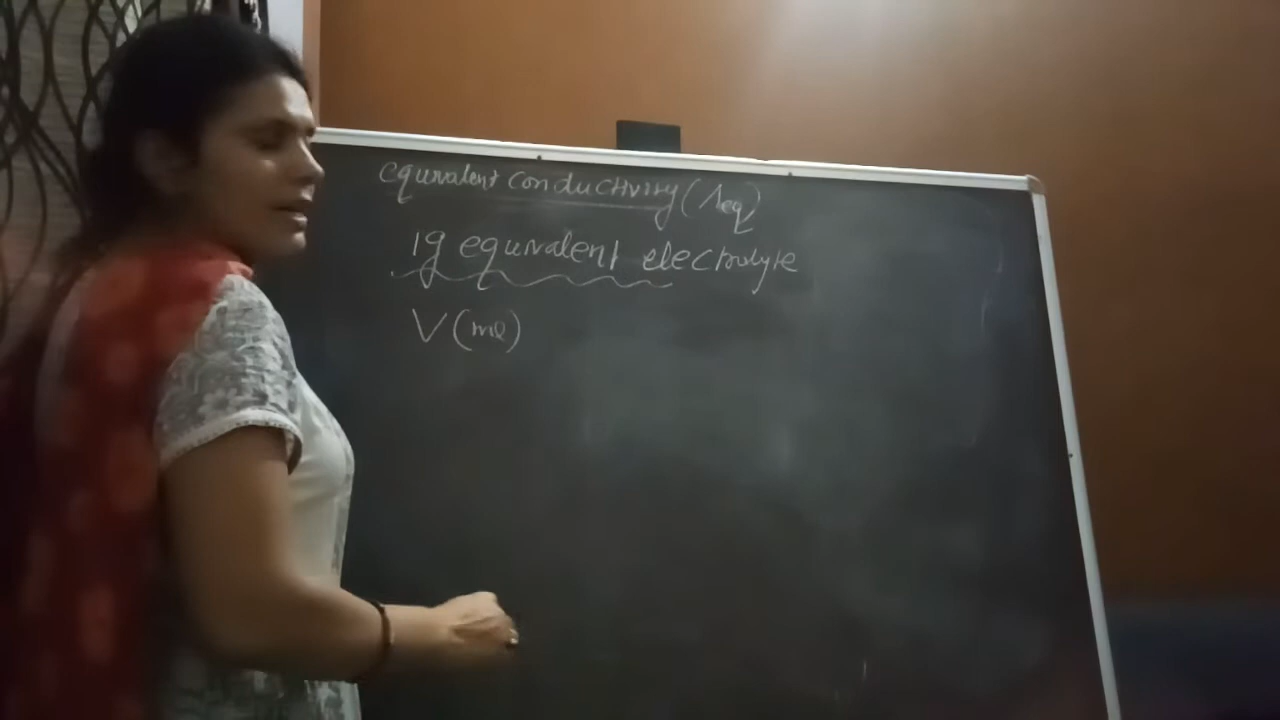 equivalent conductivity (Λeq)
1g equivalent electrolyte
V (ml)